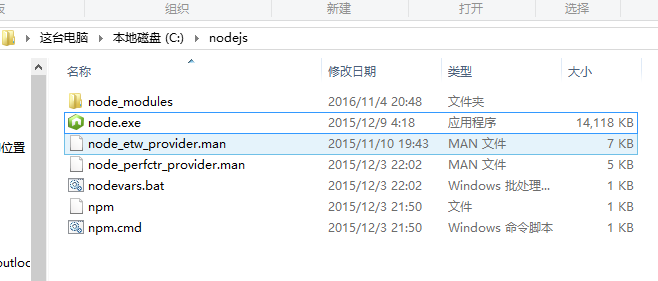 组织 新建 打开 选择
这台电脑 本地磁盘 (C:) nodejs
名称 修改日期 类型 大小
node_modules 2016/11/4 20:48 文件夹
node.exe 2015/12/9 4:18 应用程序 14,118 KB
node_etw_provider.man 2015/11/10 19:43 MAN 文件 7 KB
node_perfctr_provider.man 2015/12/3 22:02 MAN 文件 5 KB
nodevars.bat 2015/12/3 22:02 Windows 批处理... 1 KB
npm 2015/12/3 21:50 文件 1 KB
npm.cmd 2015/12/3 21:50 Windows 命令脚本 1 KB
位置
outloc